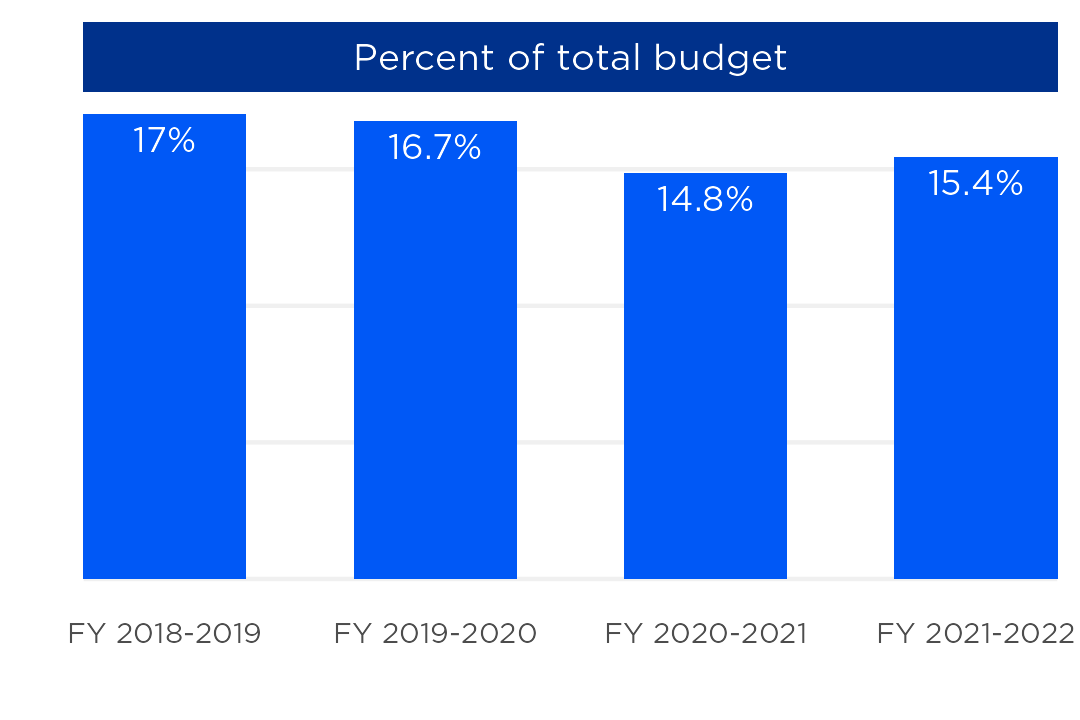 Percent of total budget
17%
16.7%
14.8%
15.4%
FY 2018-2019
FY 2019-2020
FY 2020-2021
FY 2021-2022